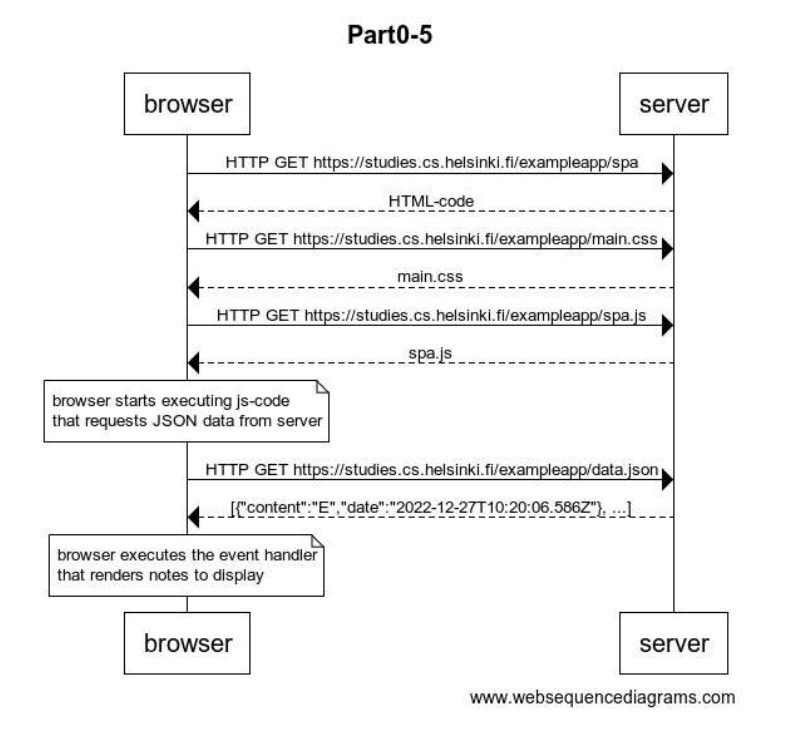 Part0-5
browser
server
HTTP GET https://studies.cs.helsinki.fi/exampleapp/spa
HTML-code
HTTP GET https://studies.cs.helsinki.fi/exampleapp/main.css
main.css
HTTP GET https://studies.cs.helsinki.fi/exampleapp/spa.js
spa.js
browser starts executing js-code
that requests JSON data from server
HTTP GET https://studies.cs.helsinki.fi/exampleapp/data.json
[{"content":"E","date":"2022-12-27T10:20:06.586Z"}, ...]
browser executes the event handler
that renders notes to display
browser
server
www.websequencediagrams.com